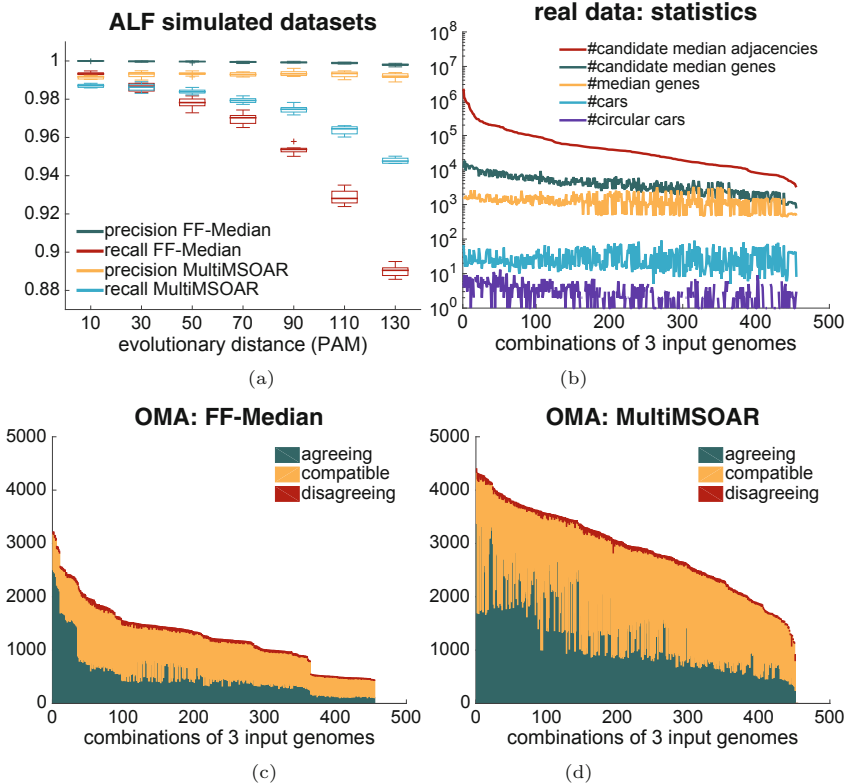 ALF simulated datasets
1
0.98
0.96
0.94
0.92
0.9
0.88
precision FF-Median
recall FF-Median
precision MultiMSOAR
recall MultiMSOAR
10 30 50 70 90 110 130
evolutionary distance (PAM)
(a)
real data: statistics
10^8
10^7
10^6
10^5
10^4
10^3
10^2
10^1
10^0
#candidate median adjacencies
#candidate median genes
#median genes
#cars
#circular cars
0 100 200 300 400 500
combinations of 3 input genomes
(b)
OMA: FF-Median
5000
4000
3000
2000
1000
0
agreeing
compatible
disagreeing
0 100 200 300 400 500
combinations of 3 input genomes
(c)
OMA: MultiMSOAR
5000
4000
3000
2000
1000
0
agreeing
compatible
disagreeing
0 100 200 300 400 500
combinations of 3 input genomes
(d)